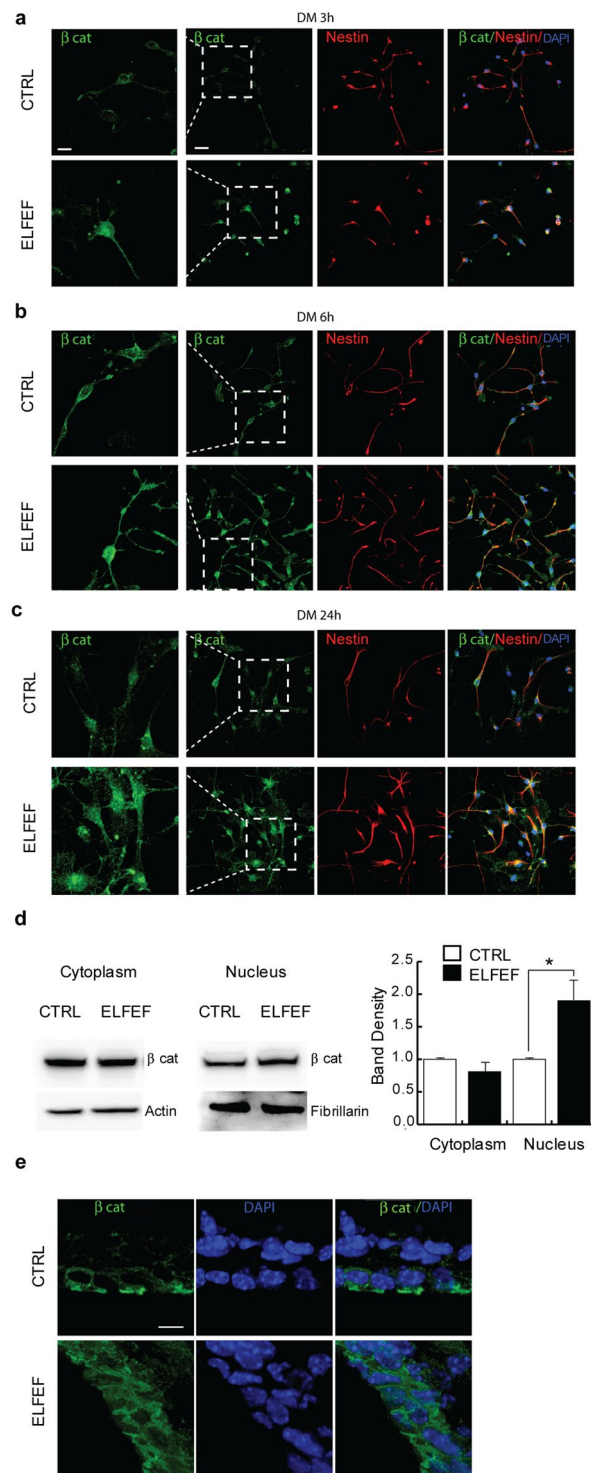 a
DM 3h
β cat
β cat
Nestin
β cat/Nestin/DAPI
CTRL
ELFEF
b
DM 6h
β cat
β cat
Nestin
β cat/Nestin/DAPI
CTRL
ELFEF
c
DM 24h
β cat
β cat
Nestin
β cat/Nestin/DAPI
CTRL
ELFEF
d
Cytoplasm
Nucleus
CTRL ELFEF
CTRL ELFEF
β cat
β cat
Actin
Fibrillarin
CTRL
ELFEF
*
Band Density
2.5
2.0
1.5
1.0
0.5
0.0
Cytoplasm
Nucleus
e
β cat
DAPI
β cat/DAPI
CTRL
ELFEF